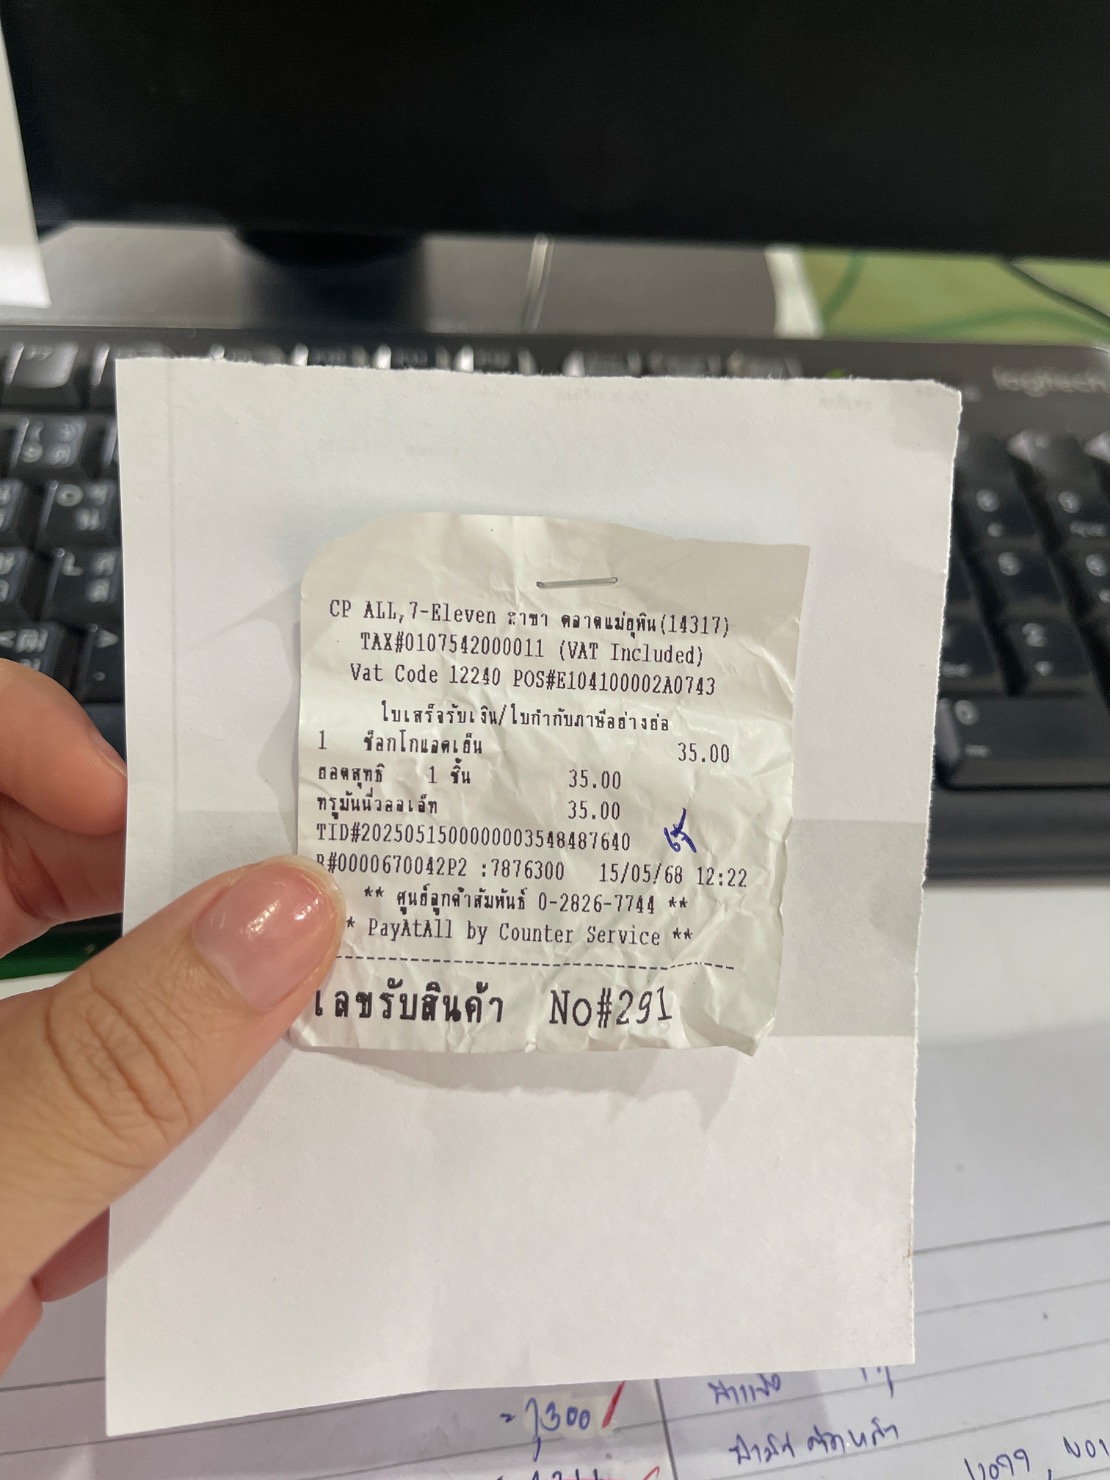 logitech
CP ALL,7-Eleven สาขา ตลาดแม่ยุพิน(14317)
TAX#0107542000011 (VAT Included)
Vat Code 12240 POS#E104100002A0743
ใบเสร็จรับเงิน/ใบกำกับภาษีอย่างย่อ
1 ช็อกโกแลตเย็น 35.00
ยอดสุทธิ 1 ชิ้น 35.00
ทรูมันนี่วอลเล็ท 35.00
TID#2025051500000003548487640
R#0000670042P2 :7876300 15/05/68 12:22
** ศูนย์ลูกค้าสัมพันธ์ 0-2826-7744 **
* PayAtAll by Counter Service **
เลขรับสินค้า No#291